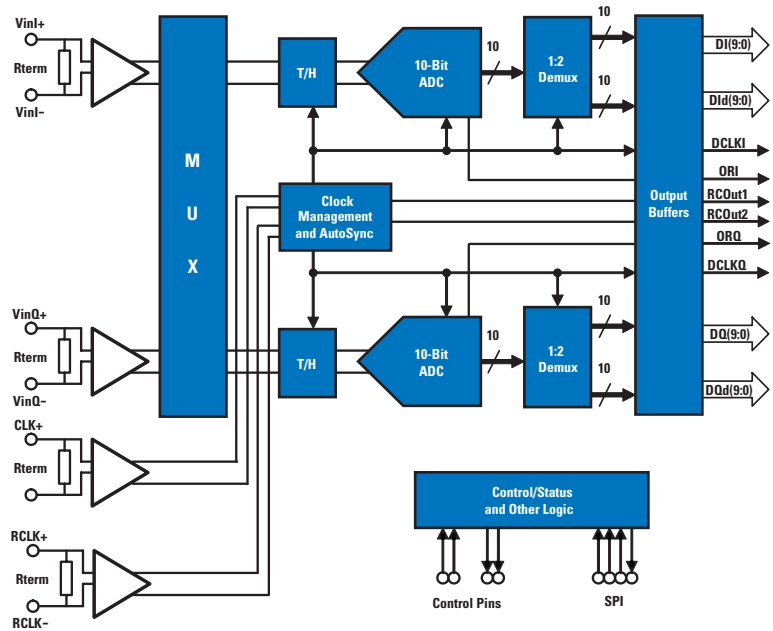 VinI+
Rterm
VinI–
M
U
X
T/H
10-Bit
ADC
10
1:2
Demux
10
10
Output
Buffers
DI(9:0)
DId(9:0)
DCLKI
ORI
RCOut1
RCOut2
ORQ
DCLKQ
Clock
Management
and AutoSync
VinQ+
Rterm
VinQ–
T/H
10-Bit
ADC
10
1:2
Demux
10
10
DQ(9:0)
DQd(9:0)
CLK+
Rterm
RCLK+
Rterm
RCLK–
Control/Status
and Other Logic
Control Pins
SPI